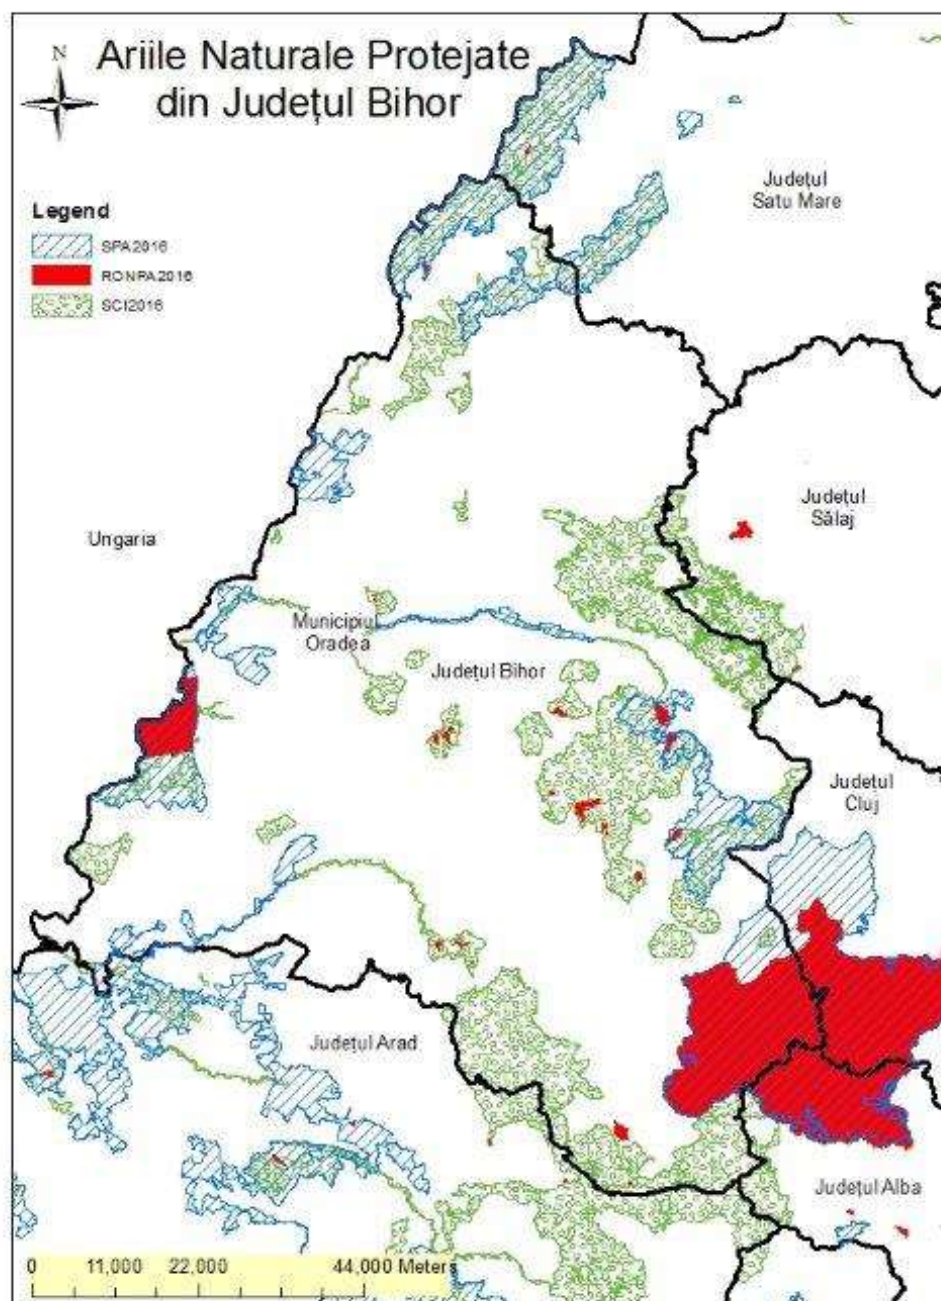 N
Ariile Naturale Protejate
din Județul Bihor
Legend
SPA2016
RONPA2016
SCI2016
Județul
Satu Mare
Județul
Sălaj
Ungaria
Municipiul
Oradea
Județul Bihor
Județul
Cluj
Județul Arad
Județul Alba
0 11,000 22,000 44,000 Meters